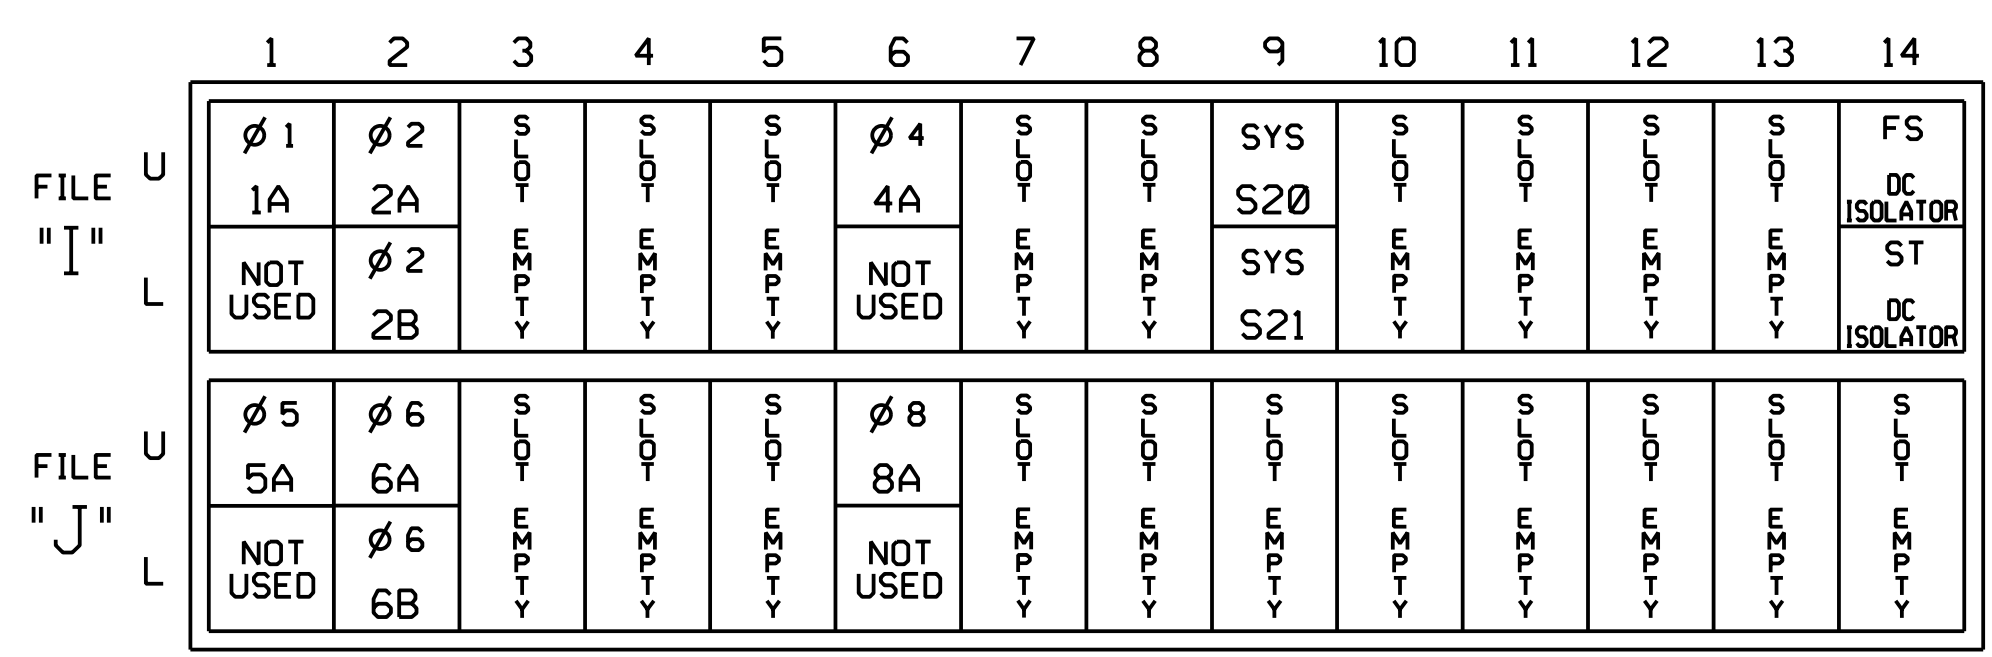 1 2 3 4 5 6 7 8 9 10 11 12 13 14
FILE "I"
U
L
Ø 1
1A
NOT
USED
Ø 2
2A
Ø 2
2B
SLOT EMPTY
SLOT EMPTY
SLOT EMPTY
Ø 4
4A
NOT
USED
SLOT EMPTY
SLOT EMPTY
SYS
S20
SYS
S21
SLOT EMPTY
SLOT EMPTY
SLOT EMPTY
SLOT EMPTY
FS
DC
ISOLATOR
ST
DC
ISOLATOR
FILE "J"
U
L
Ø 5
5A
NOT
USED
Ø 6
6A
Ø 6
6B
SLOT EMPTY
SLOT EMPTY
SLOT EMPTY
Ø 8
8A
NOT
USED
SLOT EMPTY
SLOT EMPTY
SLOT EMPTY
SLOT EMPTY
SLOT EMPTY
SLOT EMPTY
SLOT EMPTY
SLOT EMPTY